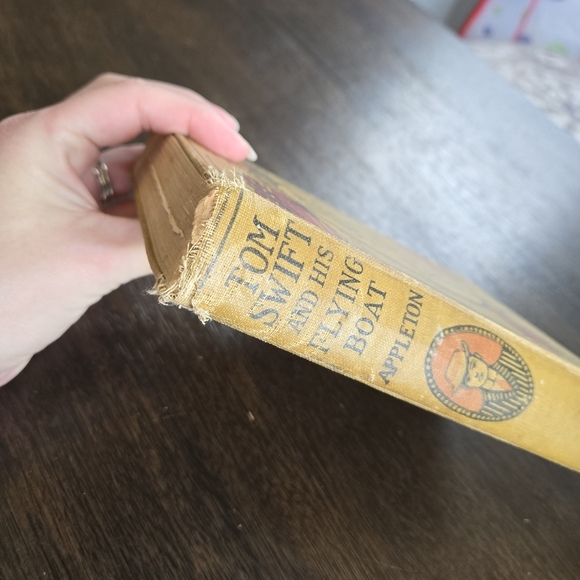 TOM
SWIFT
AND HIS
FLYING
BOAT
APPLETON